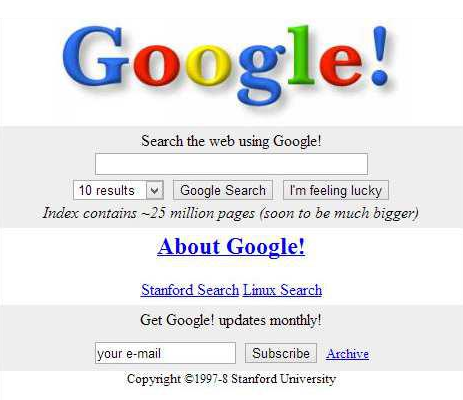 Google!
Search the web using Google!
10 results Google Search I'm feeling lucky
Index contains ~25 million pages (soon to be much bigger)
About Google!
Stanford Search Linux Search
Get Google! updates monthly!
your e-mail Subscribe Archive
Copyright ©1997-8 Stanford University